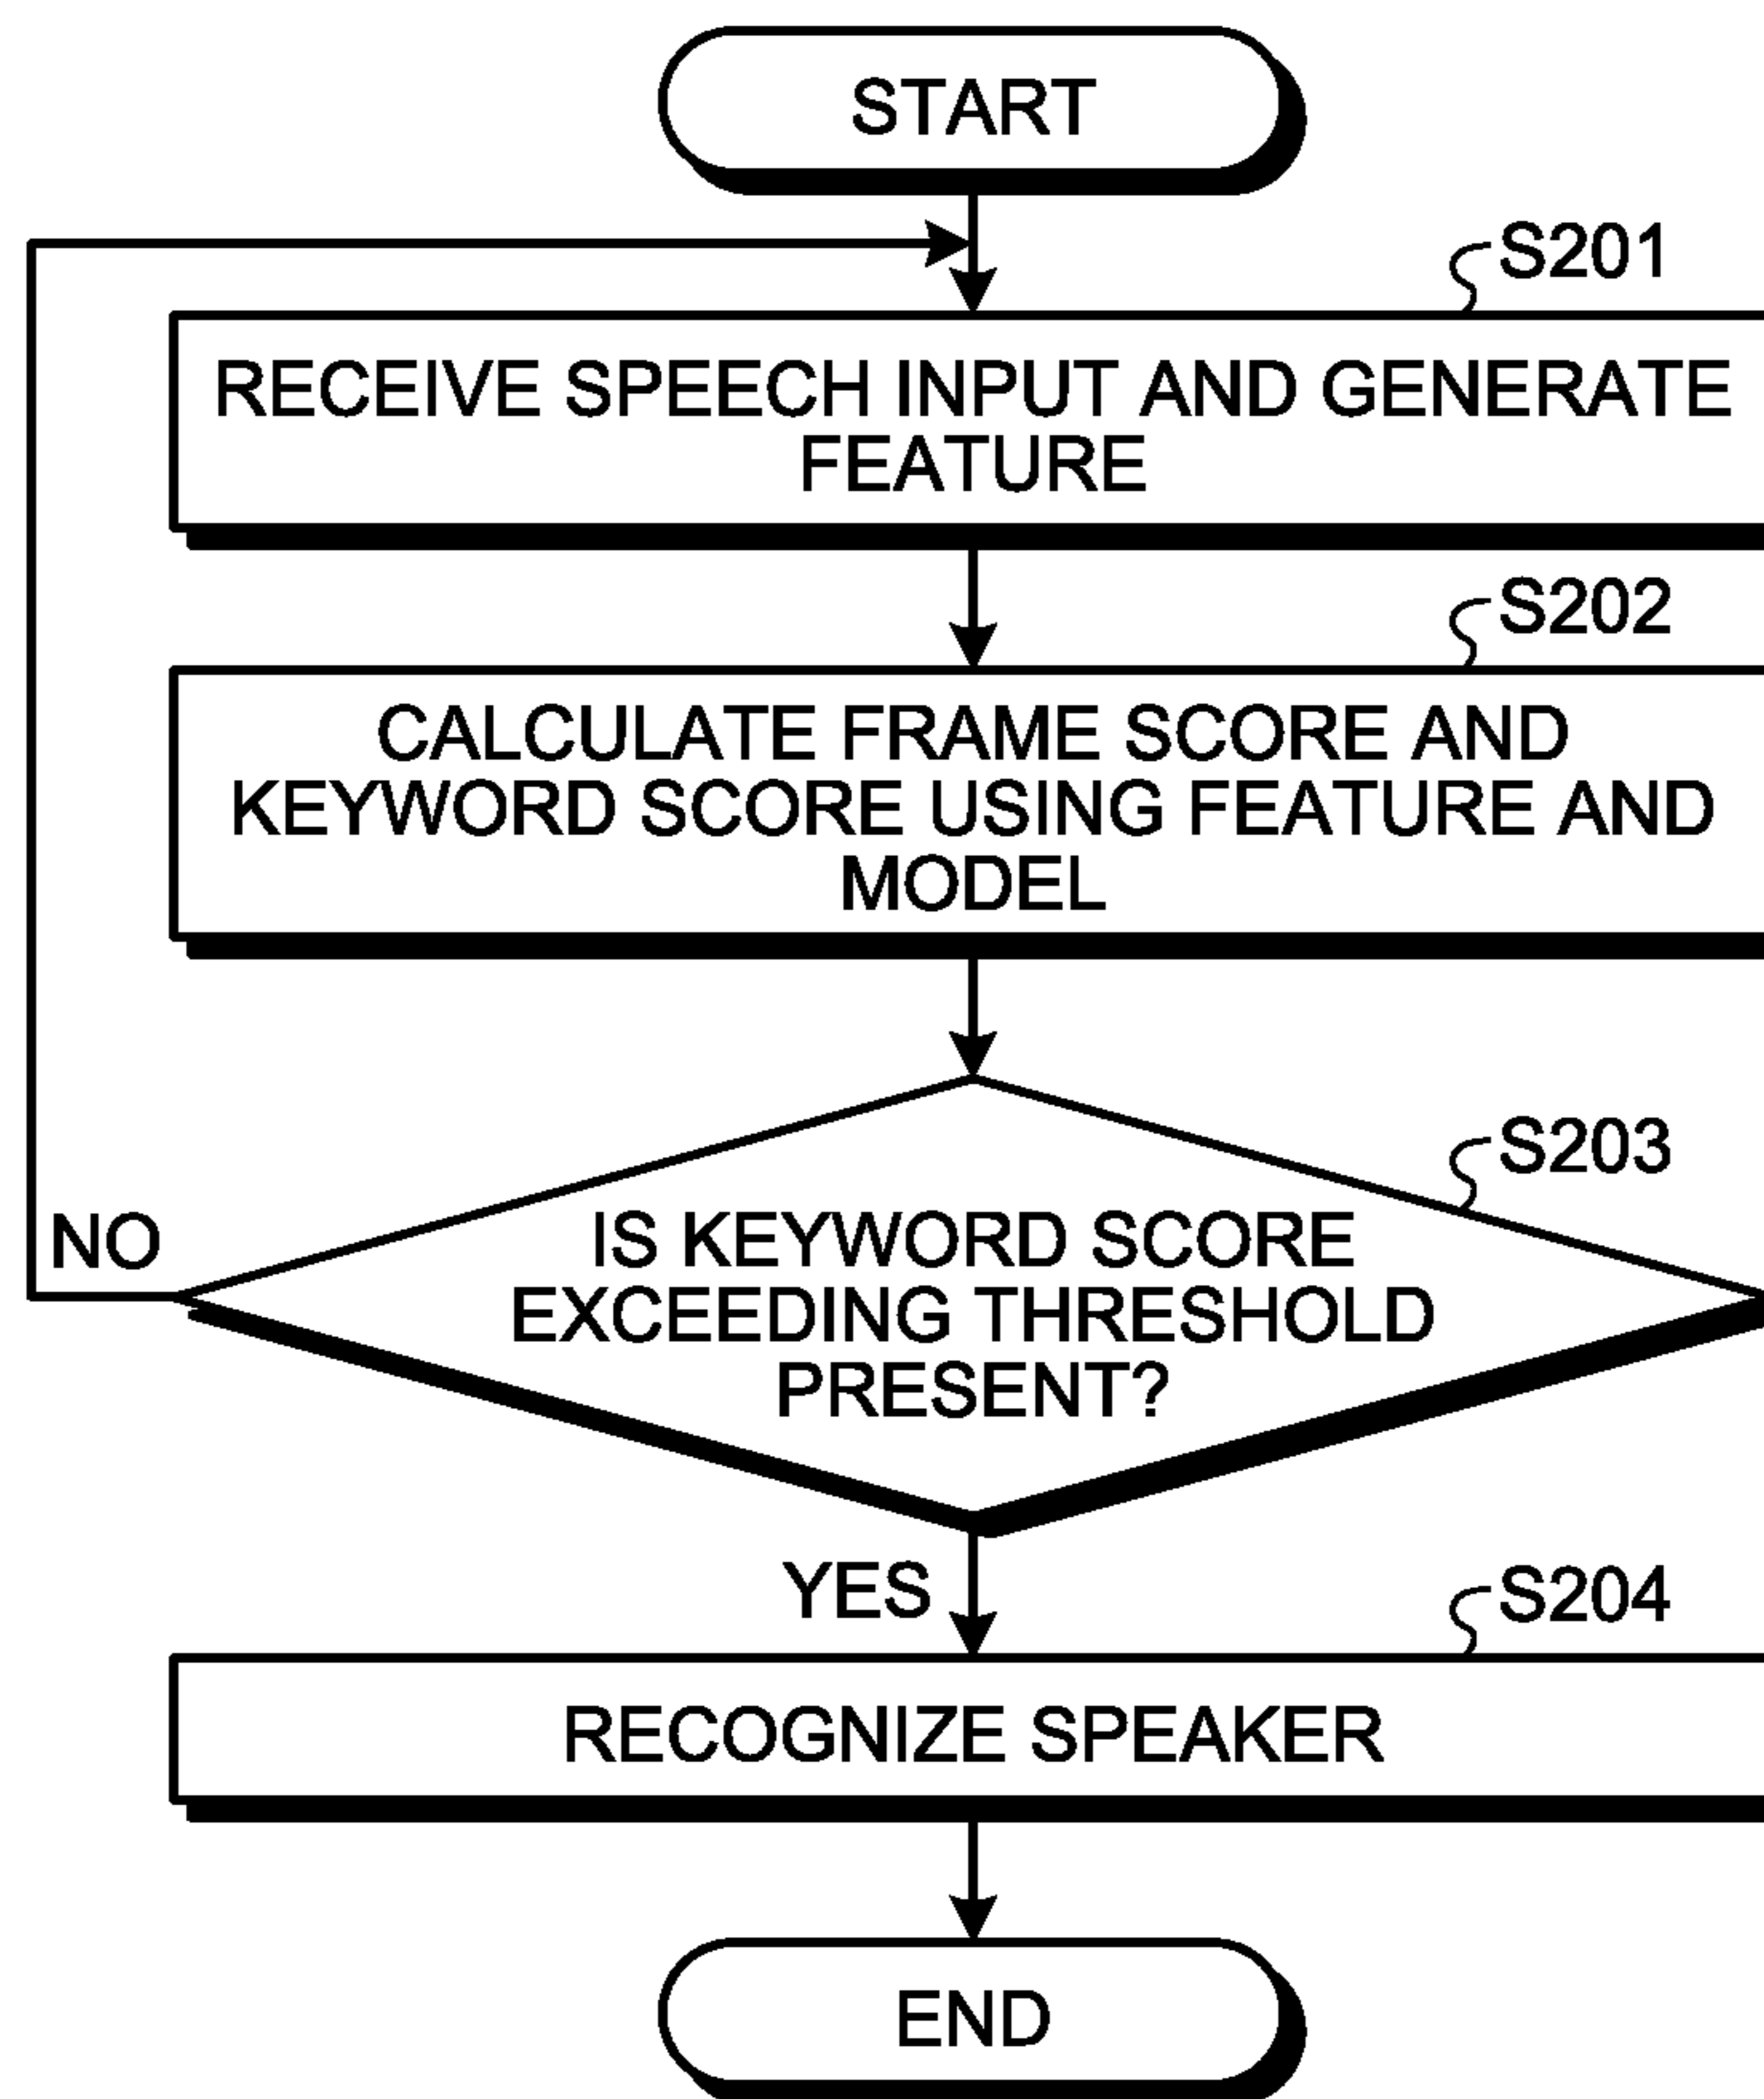 START
S201
RECEIVE SPEECH INPUT AND GENERATE
FEATURE
S202
CALCULATE FRAME SCORE AND
KEYWORD SCORE USING FEATURE AND
MODEL
S203
NO
IS KEYWORD SCORE
EXCEEDING THRESHOLD
PRESENT?
YES
S204
RECOGNIZE SPEAKER
END